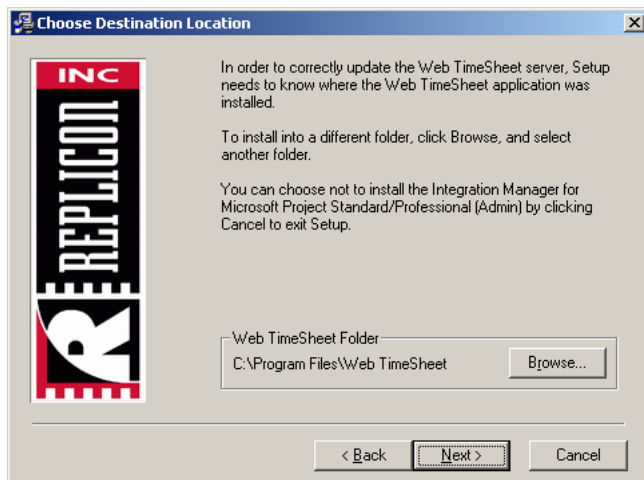 Choose Destination Location
INC
REPLICON
R
In order to correctly update the Web TimeSheet server, Setup
needs to know where the Web TimeSheet application was
installed.
To install into a different folder, click Browse, and select
another folder.
You can choose not to install the Integration Manager for
Microsoft Project Standard/Professional (Admin) by clicking
Cancel to exit Setup.
Web TimeSheet Folder
C:\Program Files\Web TimeSheet
Browse...
< Back
Next >
Cancel